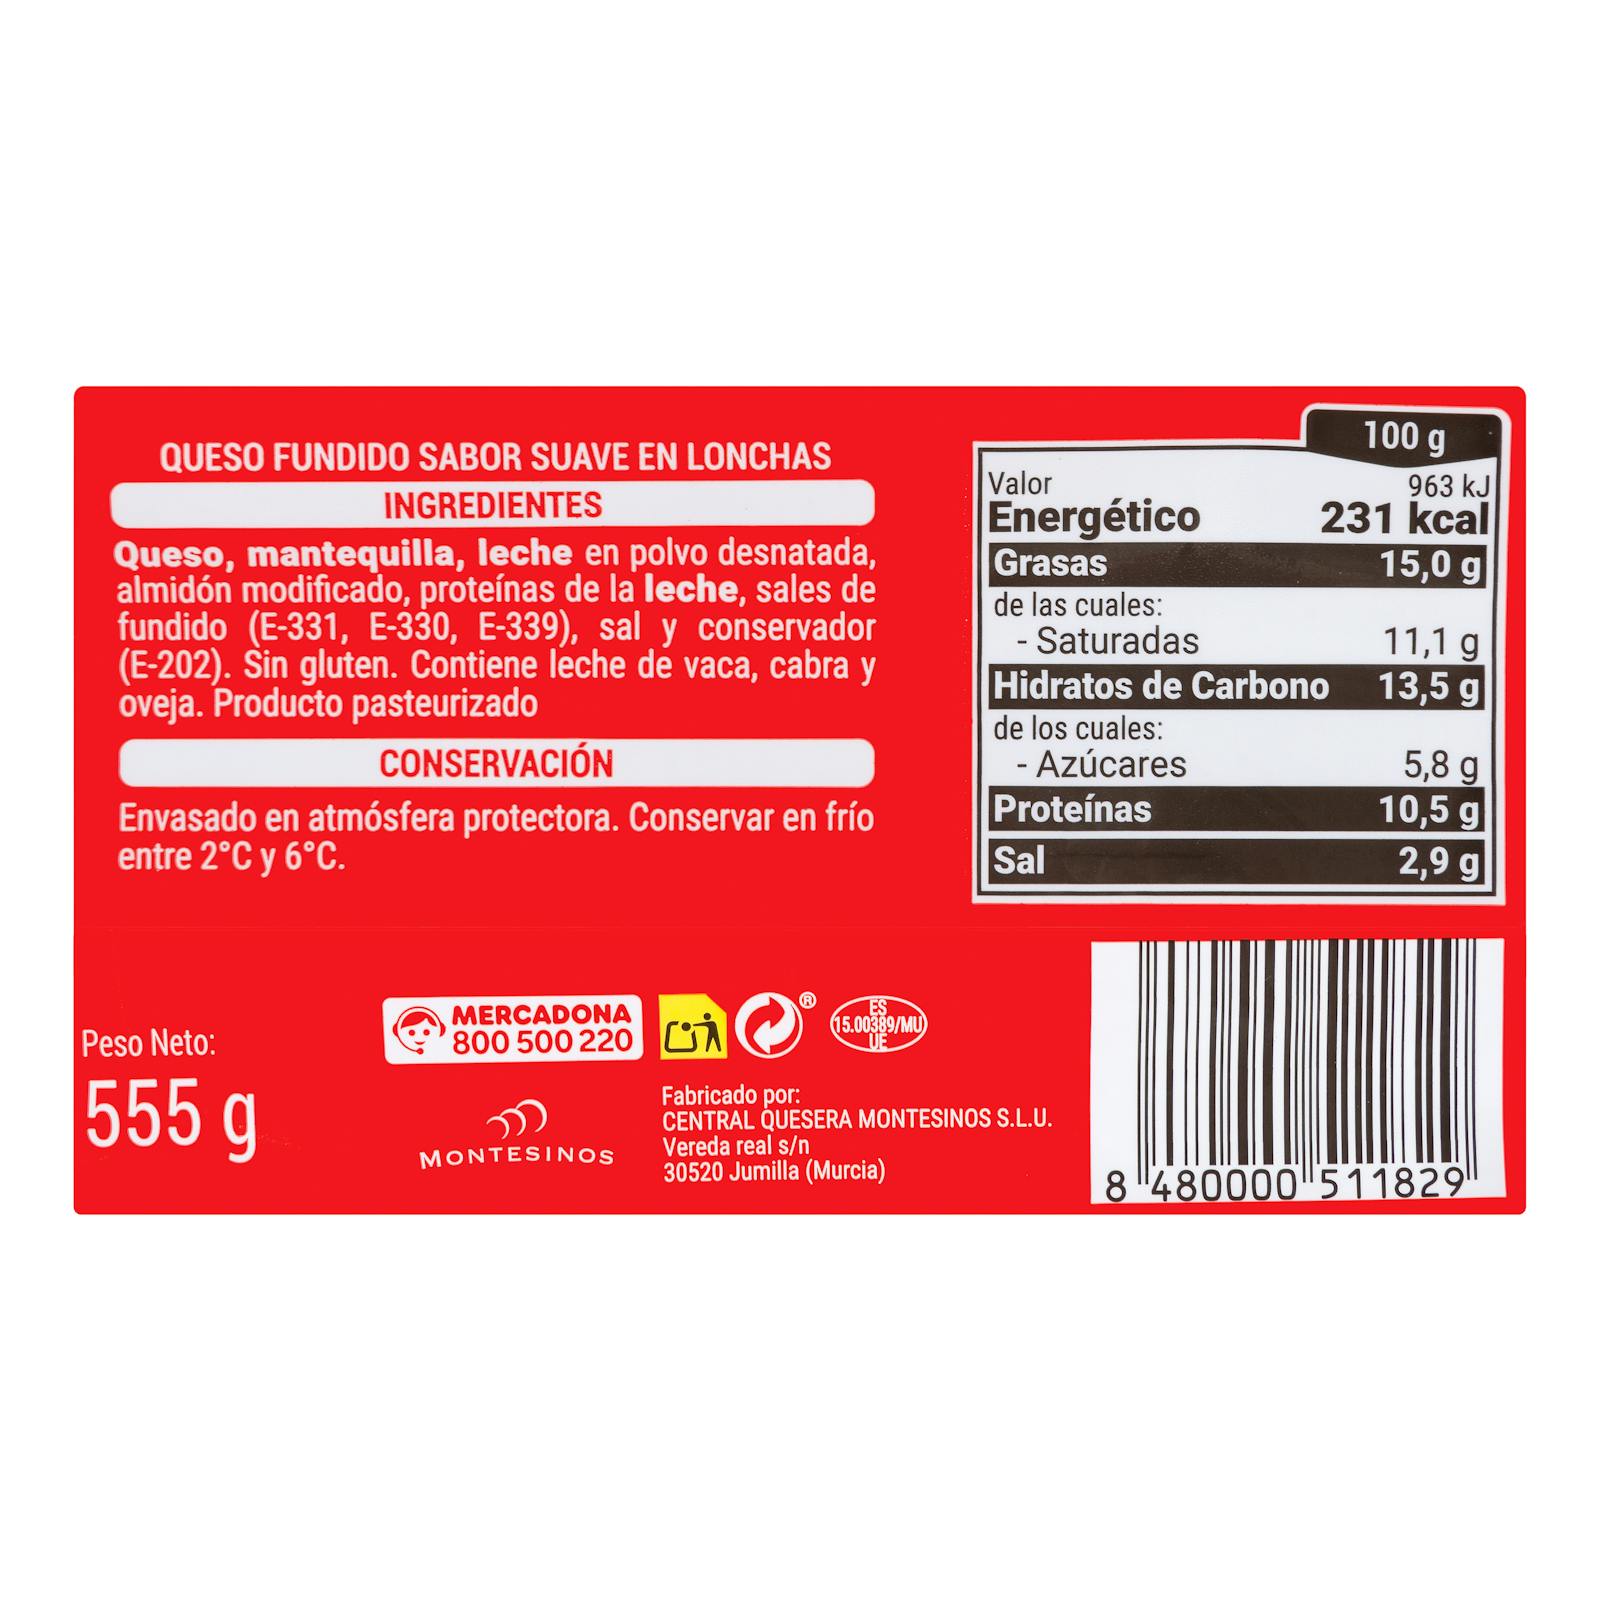 QUESO FUNDIDO SABOR SUAVE EN LONCHAS
INGREDIENTES
Queso, mantequilla, leche en polvo desnatada,
almidón modificado, proteínas de la leche, sales de
fundido (E-331, E-330, E-339), sal y conservador
(E-202). Sin gluten. Contiene leche de vaca, cabra y
oveja. Producto pasteurizado
CONSERVACIÓN
Envasado en atmósfera protectora. Conservar en frío
entre 2°C y 6°C.
100 g
Valor 963 kJ
Energético 231 kcal
Grasas 15,0 g
de las cuales:
- Saturadas 11,1 g
Hidratos de Carbono 13,5 g
de los cuales:
- Azúcares 5,8 g
Proteínas 10,5 g
Sal 2,9 g
Peso Neto:
555 g
MERCADONA
800 500 220
®
ES
15.00389/MU
UE
MONTESINOS
Fabricado por:
CENTRAL QUESERA MONTESINOS S.L.U.
Vereda real s/n
30520 Jumilla (Murcia)
8 480000 511829